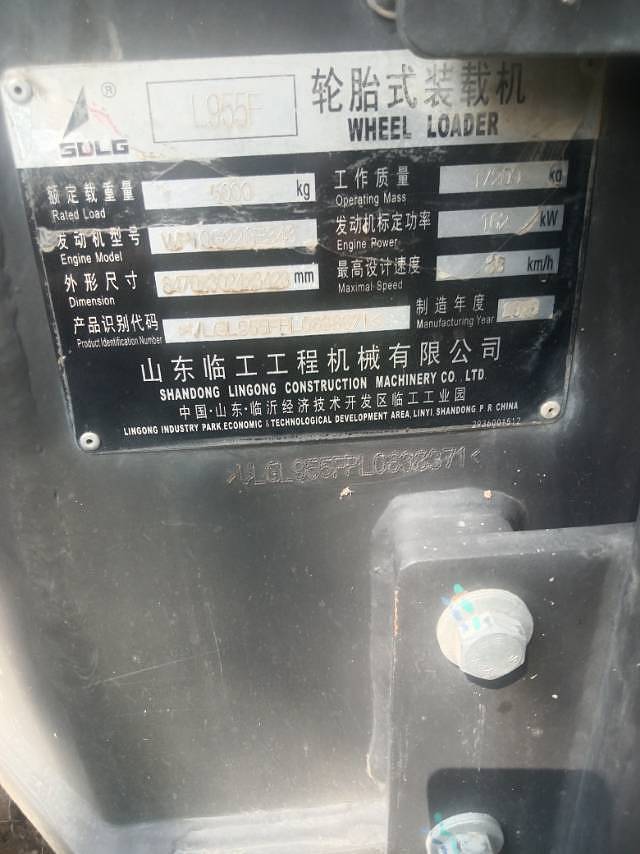 ®
SDLG
L955F
轮胎式装载机
WHEEL LOADER
额定载重量 5000 kg
Rated Load
工作质量 kg
Operating Mass
发动机型号
Engine Model
发动机标定功率 162 kW
Engine Power
外形尺寸 mm
Dimension
最高设计速度 km/h
Maximal Speed
产品识别代码
Product Identification Number
制造年度
Manufacturing Year
山东临工工程机械有限公司
SHANDONG LINGONG CONSTRUCTION MACHINERY CO., LTD.
中国·山东·临沂经济技术开发区临工工业园
LINGONG INDUSTRY PARK,ECONOMIC & TECHNOLOGICAL DEVELOPMENT AREA, LINYI, SHANDONG, P. R. CHINA